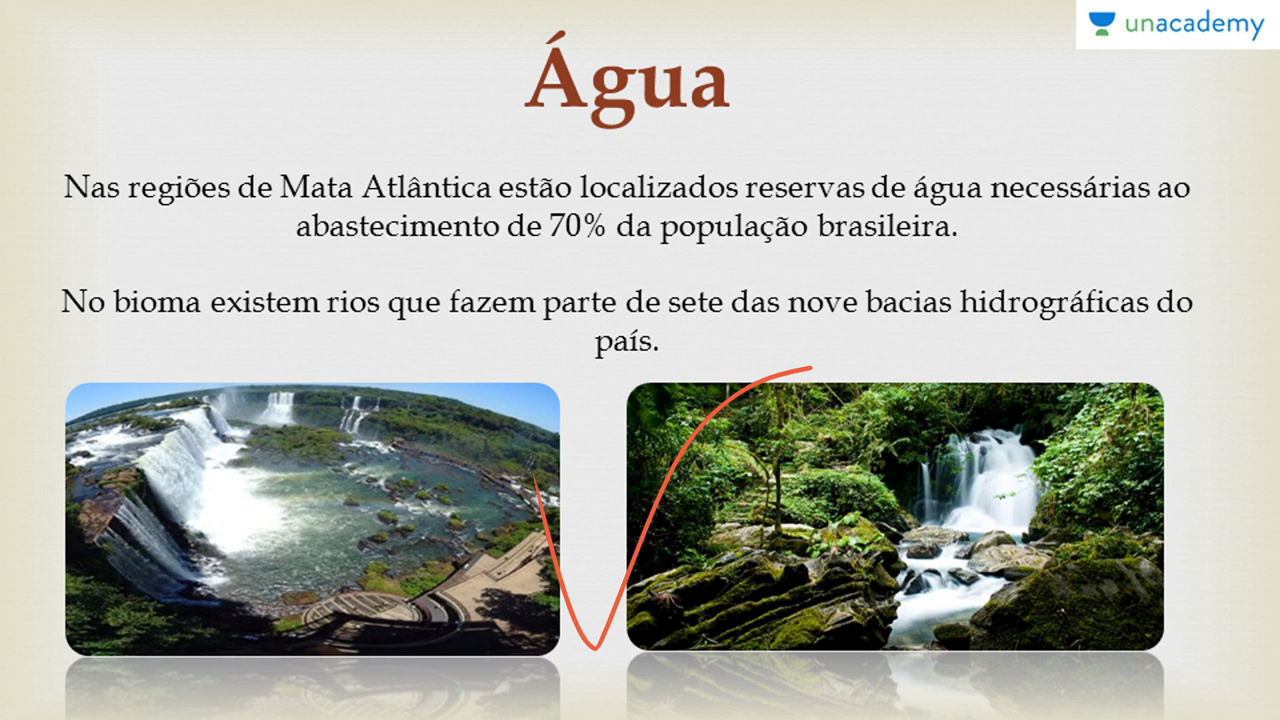 unacademy
Água
Nas regiões de Mata Atlântica estão localizados reservas de água necessárias ao
abastecimento de 70% da população brasileira.
No bioma existem rios que fazem parte de sete das nove bacias hidrográficas do
país.